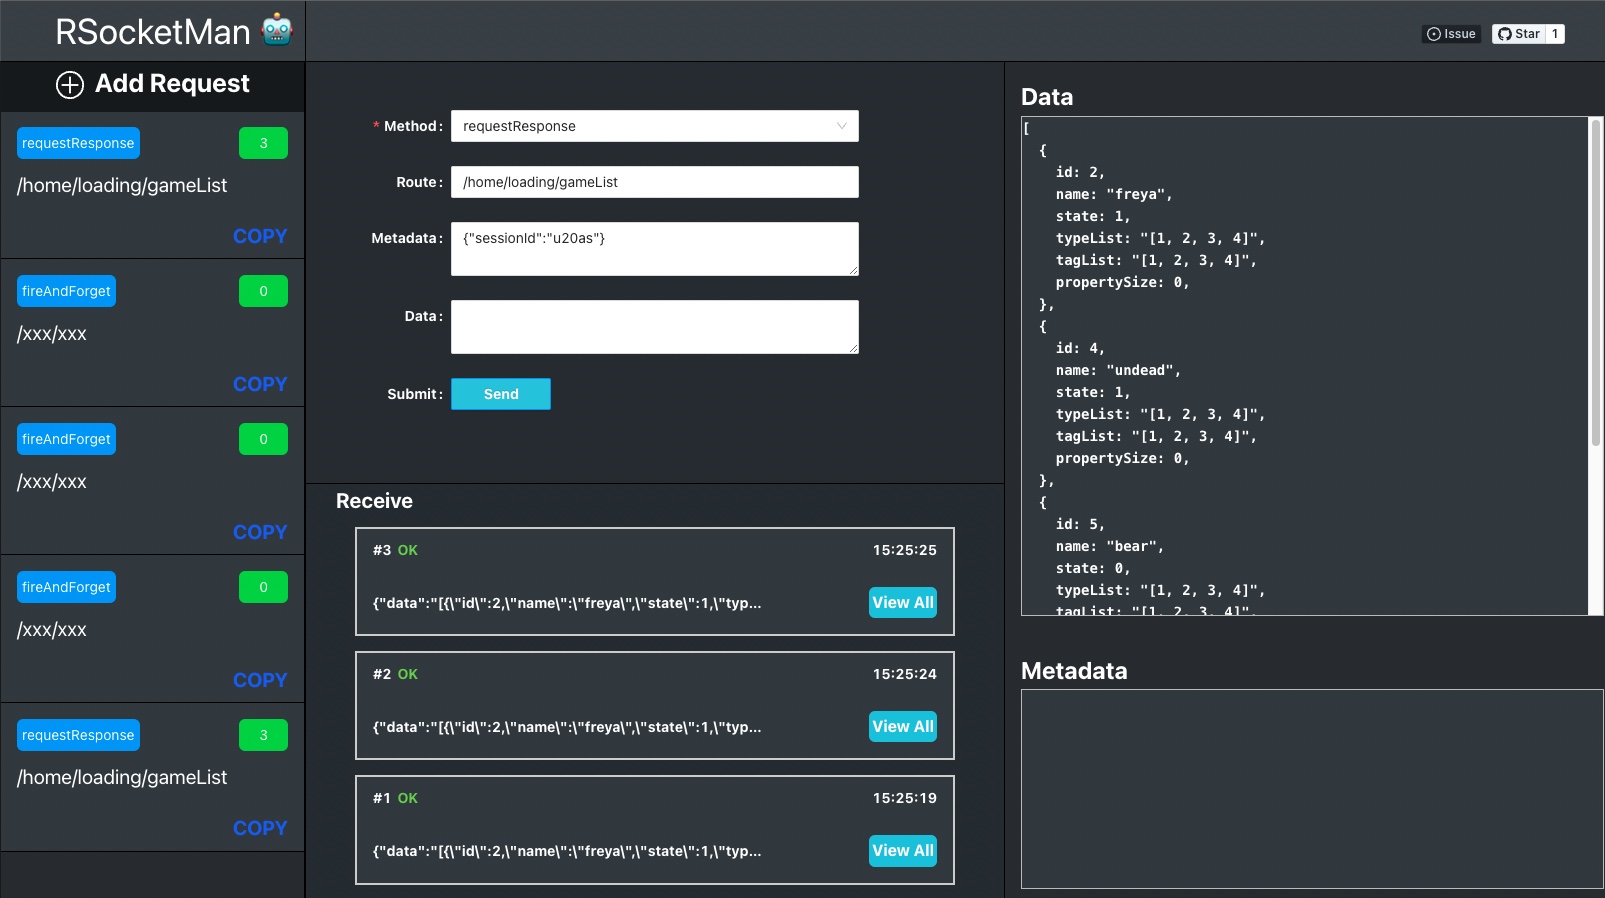 RSocketMan
Issue
Star 1
Add Request
requestResponse 3
/home/loading/gameList
COPY
fireAndForget 0
/xxx/xxx
COPY
fireAndForget 0
/xxx/xxx
COPY
fireAndForget 0
/xxx/xxx
COPY
requestResponse 3
/home/loading/gameList
COPY
* Method: requestResponse
Route: /home/loading/gameList
Metadata: {"sessionId":"u20as"}
Data:
Submit: Send
Receive
#3 OK 15:25:25
{"data":"[{\"id\":2,\"name\":\"freya\",\"state\":1,\"typ...
View All
#2 OK 15:25:24
{"data":"[{\"id\":2,\"name\":\"freya\",\"state\":1,\"typ...
View All
#1 OK 15:25:19
{"data":"[{\"id\":2,\"name\":\"freya\",\"state\":1,\"typ...
View All
Data
[
{
id: 2,
name: "freya",
state: 1,
typeList: "[1, 2, 3, 4]",
tagList: "[1, 2, 3, 4]",
propertySize: 0,
},
{
id: 4,
name: "undead",
state: 1,
typeList: "[1, 2, 3, 4]",
tagList: "[1, 2, 3, 4]",
propertySize: 0,
},
{
id: 5,
name: "bear",
state: 0,
typeList: "[1, 2, 3, 4]",
tagList: "[1, 2, 3, 4]",
Metadata